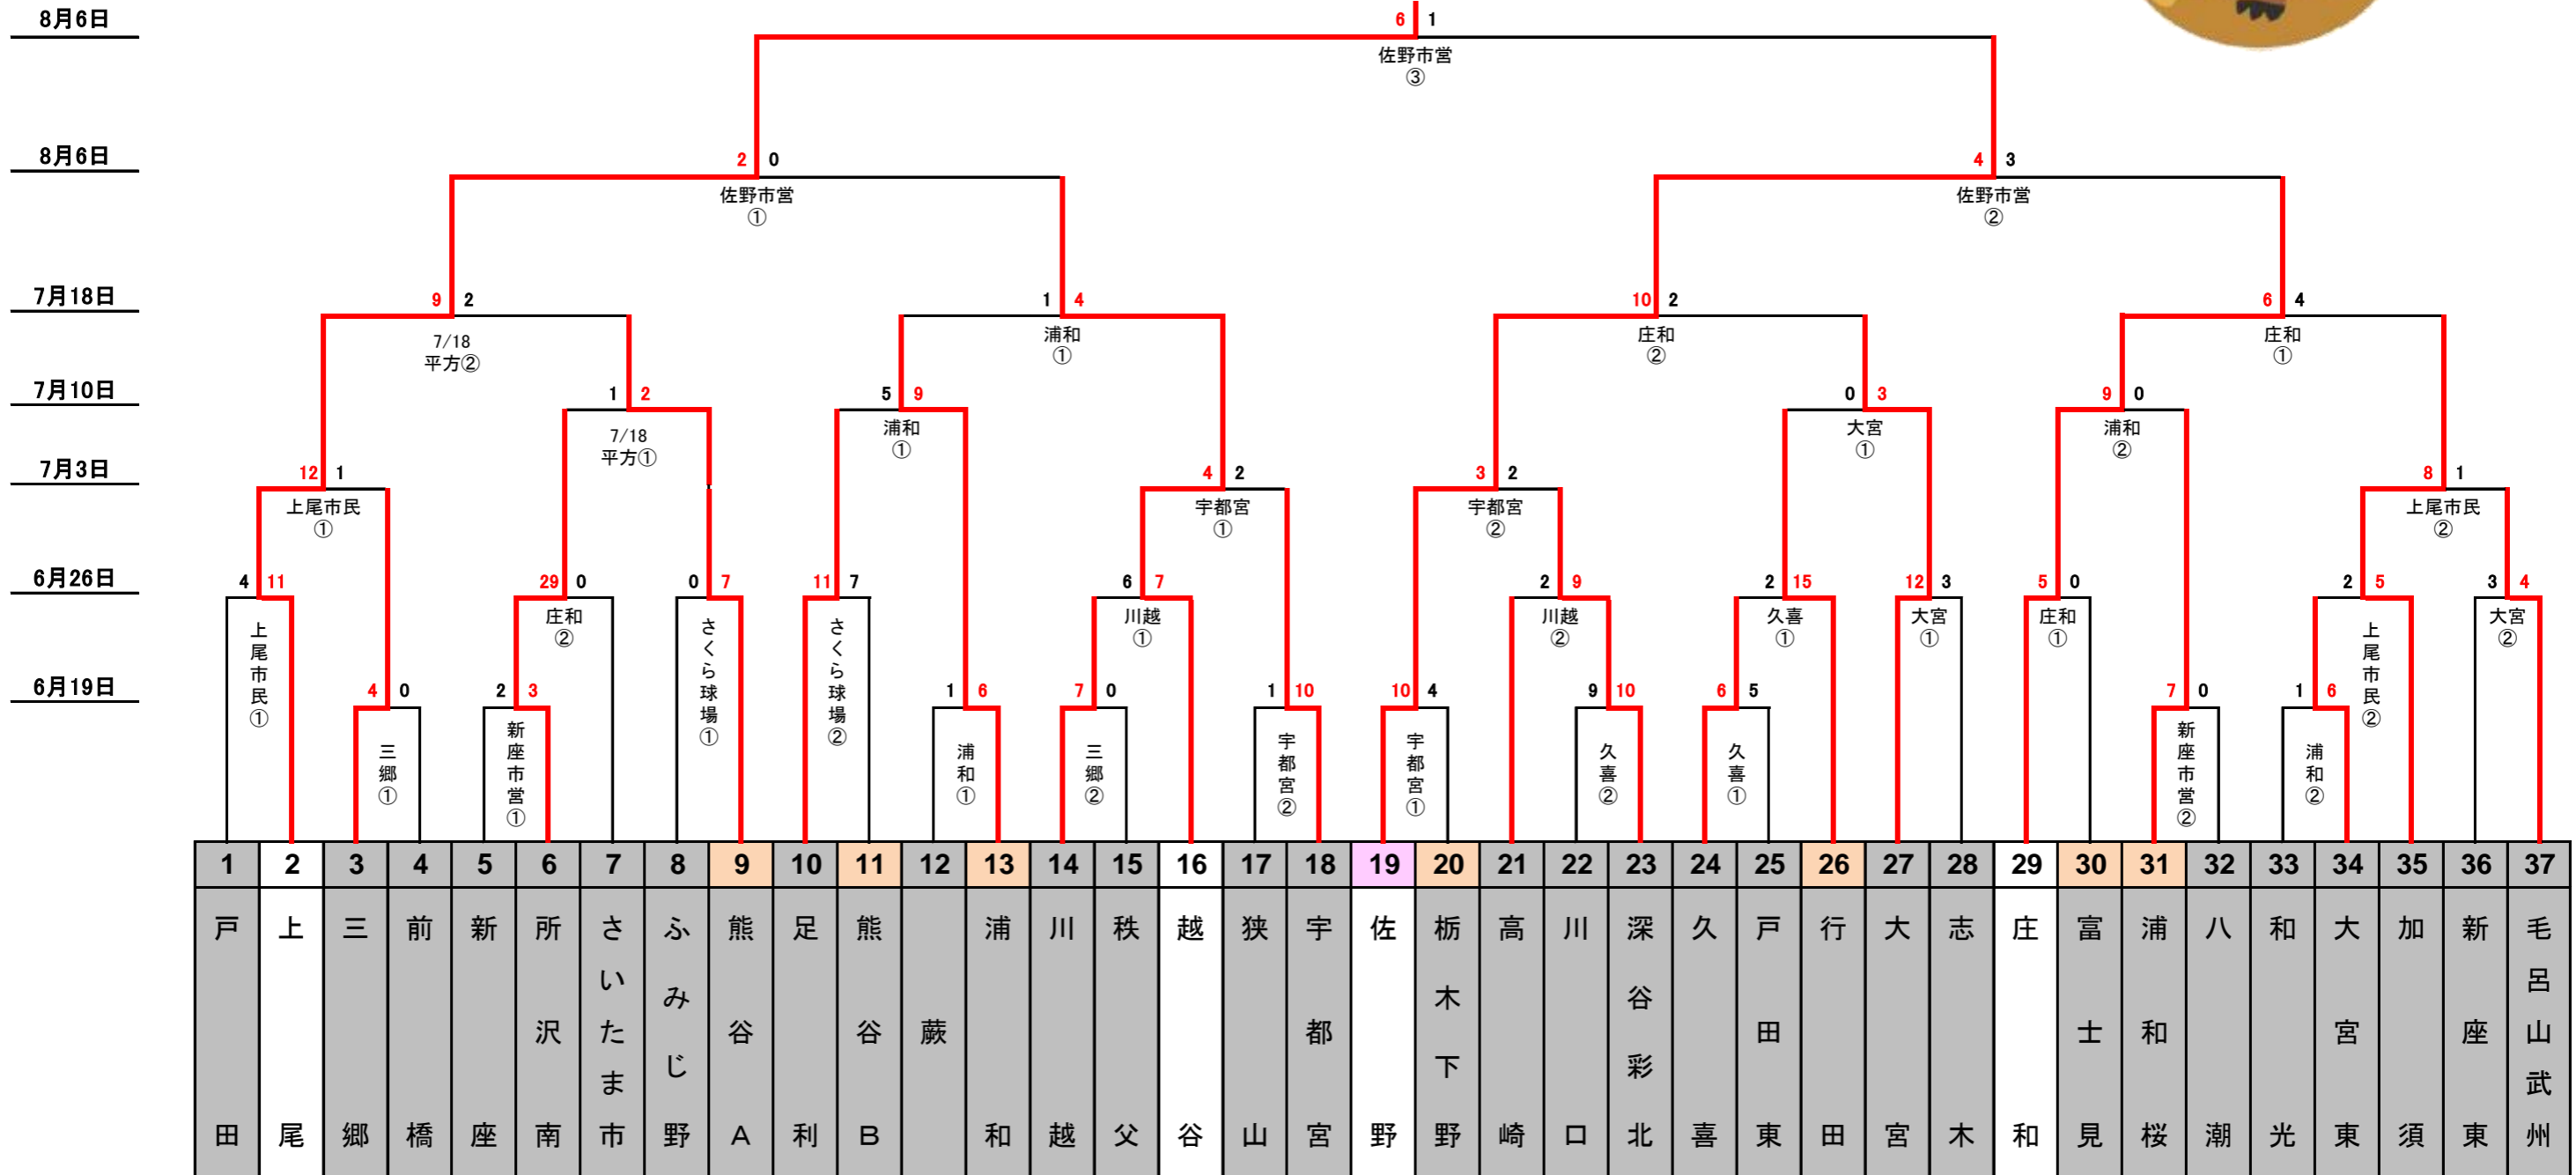 8月6日
6 1
佐野市営
③
8月6日
2 0
4 3
佐野市営
①
佐野市営
②
7月18日
9 2
1 4
10 2
6 4
7/18
平方②
浦和
①
庄和
②
庄和
①
7月10日
1 2
5 9
0 3
9 0
7/18
平方①
浦和
①
大宮
①
浦和
②
7月3日
12 1
4 2
3 2
8 1
上尾市民
①
宇都宮
①
宇都宮
②
上尾市民
②
6月26日
4 11
29 0
0 7
11 7
6 7
2 9
2 15
12 3
5 0
2 5
3 4
上尾市民①
庄和
②
さくら球場①
さくら球場②
川越
①
川越
②
久喜
①
大宮
①
庄和
①
上尾市民②
大宮
②
6月19日
4 0
2 3
1 6
7 0
1 10
10 4
9 10
6 5
7 0
1 6
三郷①
新座市営①
浦和①
三郷②
宇都宮②
宇都宮①
久喜②
久喜①
新座市営②
浦和②
1 2 3 4 5 6 7 8 9 10 11 12 13 14 15 16 17 18 19 20 21 22 23 24 25 26 27 28 29 30 31 32 33 34 35 36 37
戸田
上尾
三郷
前橋
新座
所沢南
さいたま市
ふみじ野
熊谷A
足利
熊谷B
蕨
浦和
川越
秩父
越谷
狭山
宇都宮
佐野
栃木下野
高崎
川口
深谷彩北
久喜
戸田東
行田
大宮
志木
庄和
富士見
浦和桜
八潮
和光
大宮東
加須
新座東
毛呂山武州